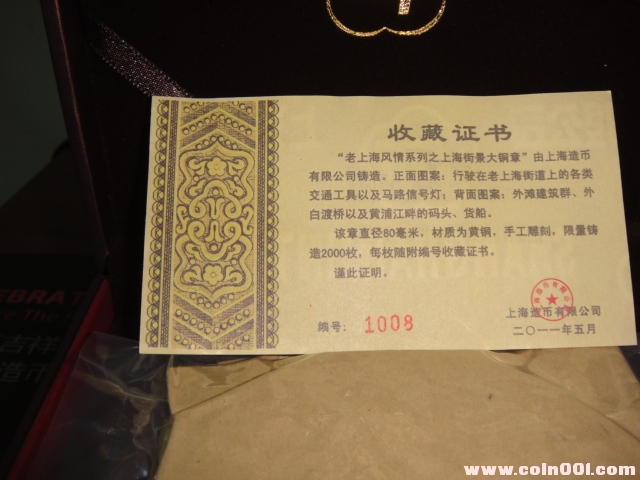 收藏证书
“老上海风情系列之上海街景大铜章”由上海造币
有限公司铸造。正面图案：行驶在老上海街道上的各类
交通工具以及马路信号灯；背面图案：外滩建筑群、外
白渡桥以及黄浦江畔的码头、货船。
该章直径80毫米，材质为黄铜，手工雕刻，限量铸
造2000枚，每枚随附编号收藏证书。
谨此证明。
编号：1008
上海造币有限公司
二〇一一年五月
EBRAT
吉祥
造币
www.coin001.com